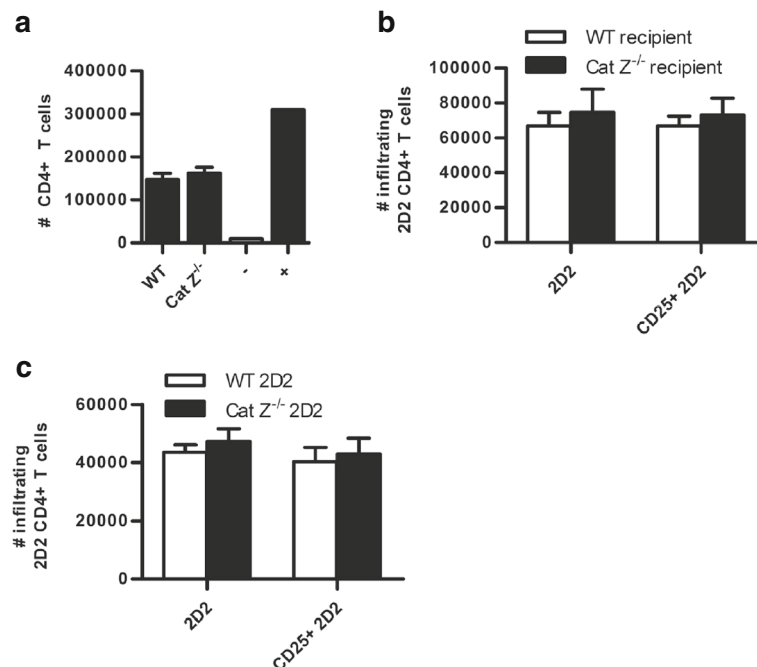 a
# CD4+ T cells
400000
300000
200000
100000
0
WT
Cat Z-/-
-
+
b
WT recipient
Cat Z-/- recipient
# infiltrating
2D2 CD4+ T cells
100000
80000
60000
40000
20000
0
2D2
CD25+ 2D2
c
WT 2D2
Cat Z-/- 2D2
# infiltrating
2D2 CD4+ T cells
60000
40000
20000
0
2D2
CD25+ 2D2